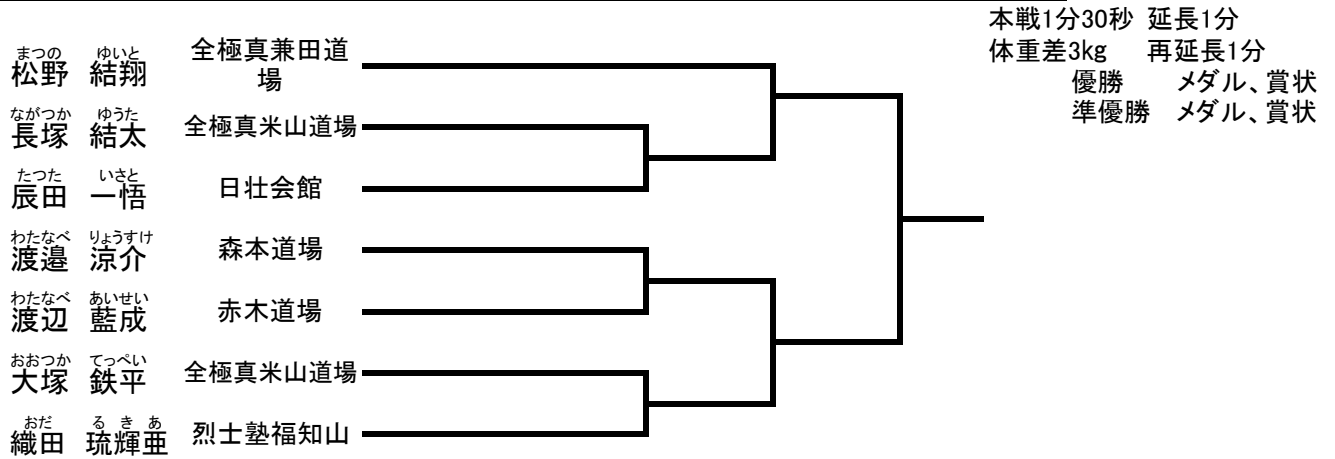 本戦1分30秒 延長1分
体重差3kg 再延長1分
優勝 メダル、賞状
準優勝 メダル、賞状
まつの ゆいと
松野 結翔 全極真兼田道
場
ながつか ゆうた
長塚 結太 全極真米山道場
たつた いさと
辰田 一悟 日壮会館
わたなべ りょうすけ
渡邉 涼介 森本道場
わたなべ あいせい
渡辺 藍成 赤木道場
おおつか てっぺい
大塚 鉄平 全極真米山道場
おだ る き あ
織田 琉輝亜 烈士塾福知山